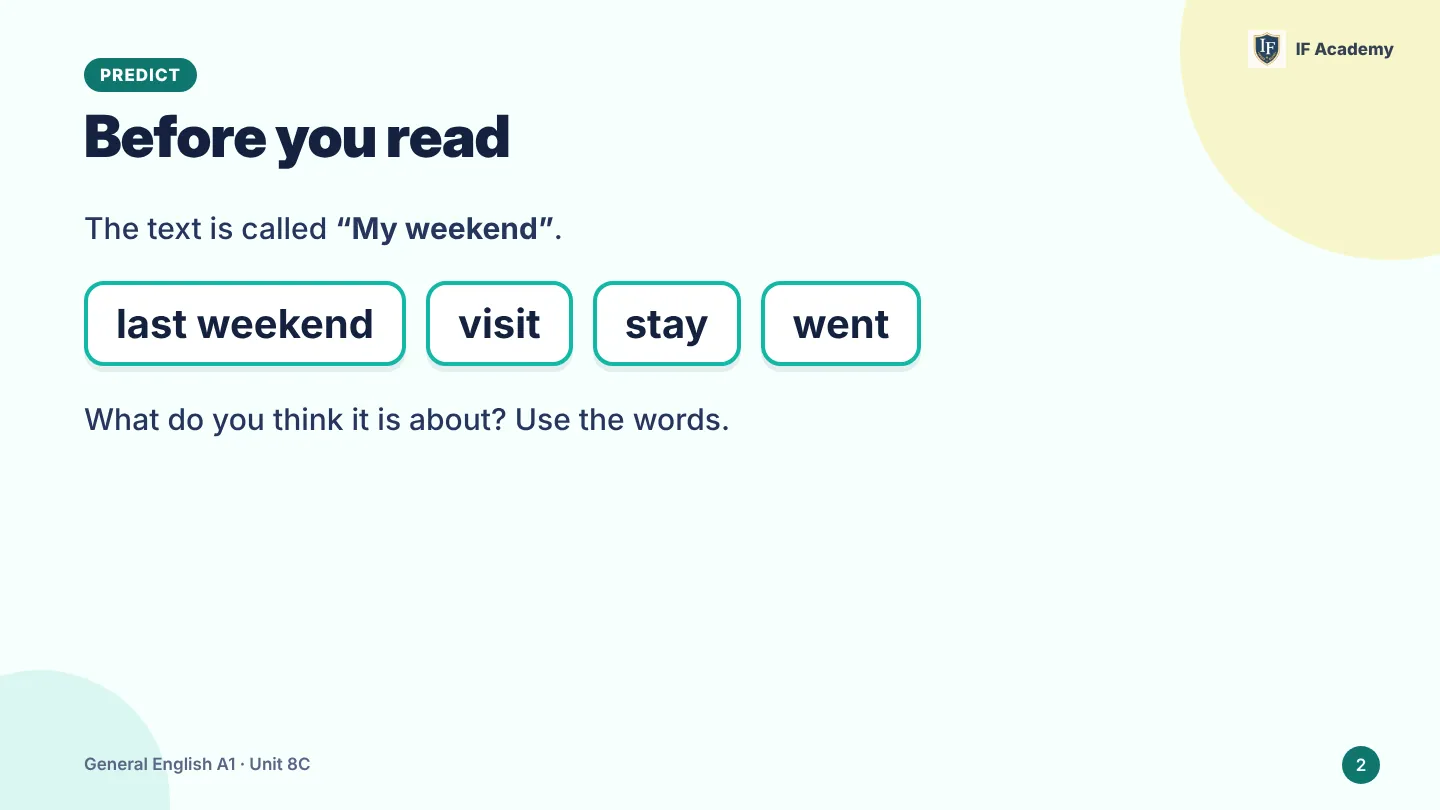 IF
IF Academy
PREDICT
Before you read
The text is called “My weekend”.
last weekend visit stay went
What do you think it is about? Use the words.
General English A1 · Unit 8C
2